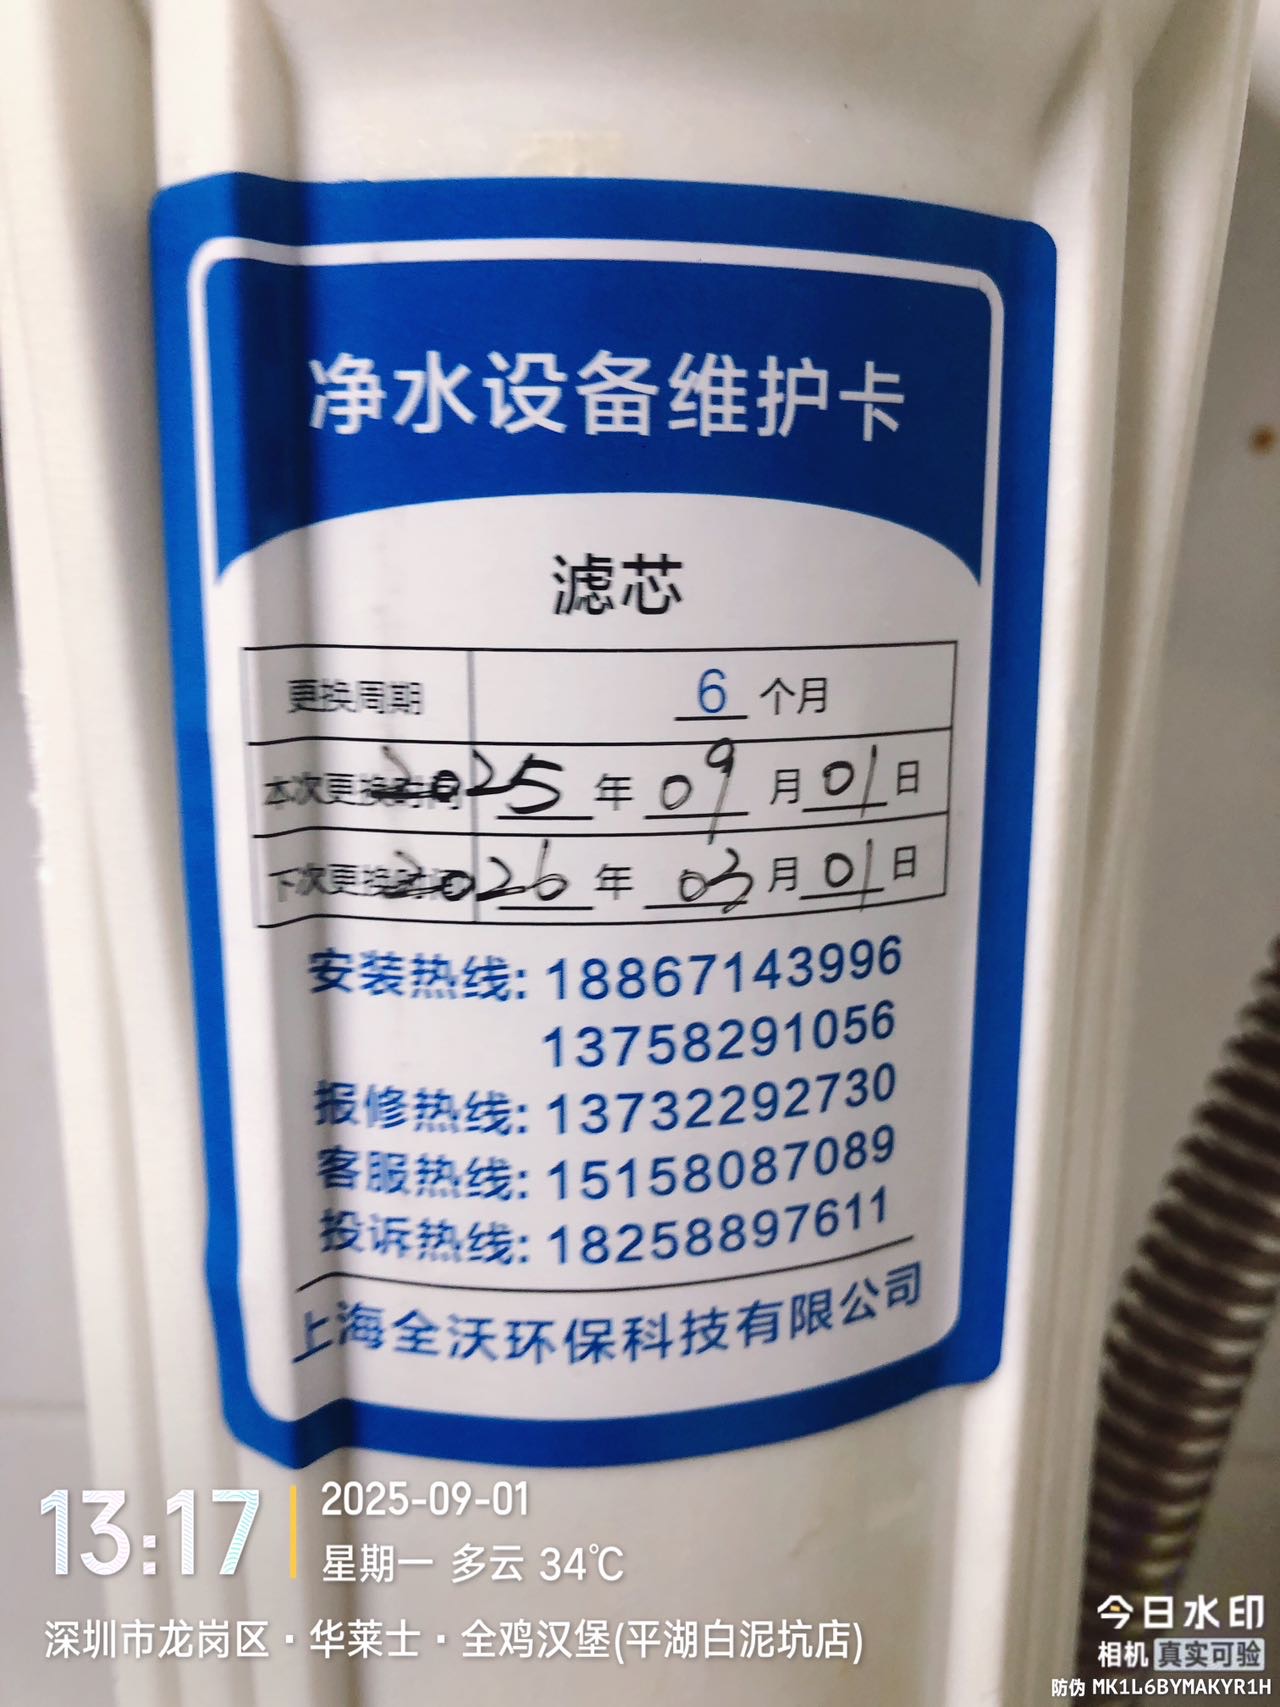 净水设备维护卡
滤芯
更换周期 6 个月
本次更换时间 2025 年 09 月 01 日
下次更换时间 2026 年 03 月 01 日
安装热线: 18867143996
13758291056
报修热线: 13732292730
客服热线: 15158087089
投诉热线: 18258897611
上海全沃环保科技有限公司
13:17
2025-09-01
星期一 多云 34℃
深圳市龙岗区·华莱士·全鸡汉堡(平湖白泥坑店)
今日水印
相机 真实可验
防伪 MK1L6BYMAKYR1H